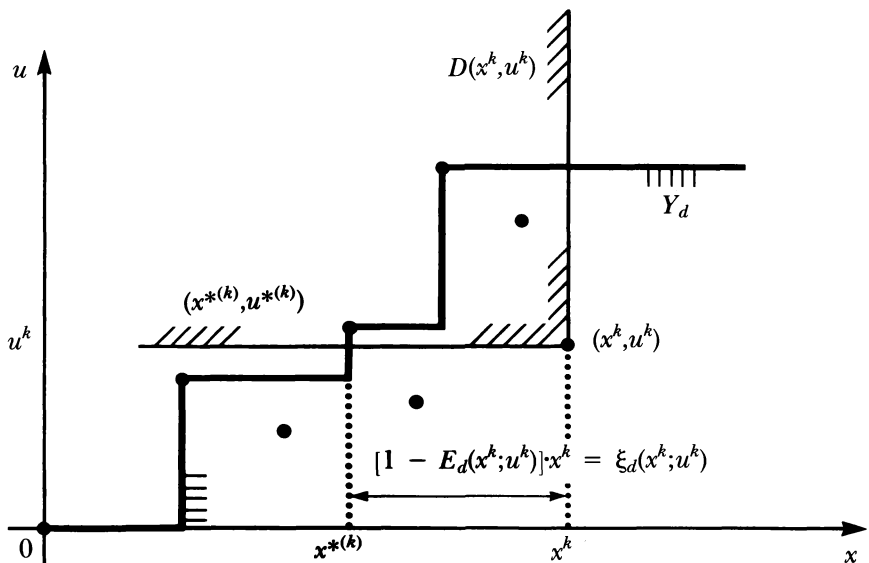 u
D(x^k,u^k)
Y_d
(x*^(k),u*^(k))
u^k
(x^k,u^k)
[1 − E_d(x^k;u^k)]·x^k = ξ_d(x^k;u^k)
0
x*^(k)
x^k
x